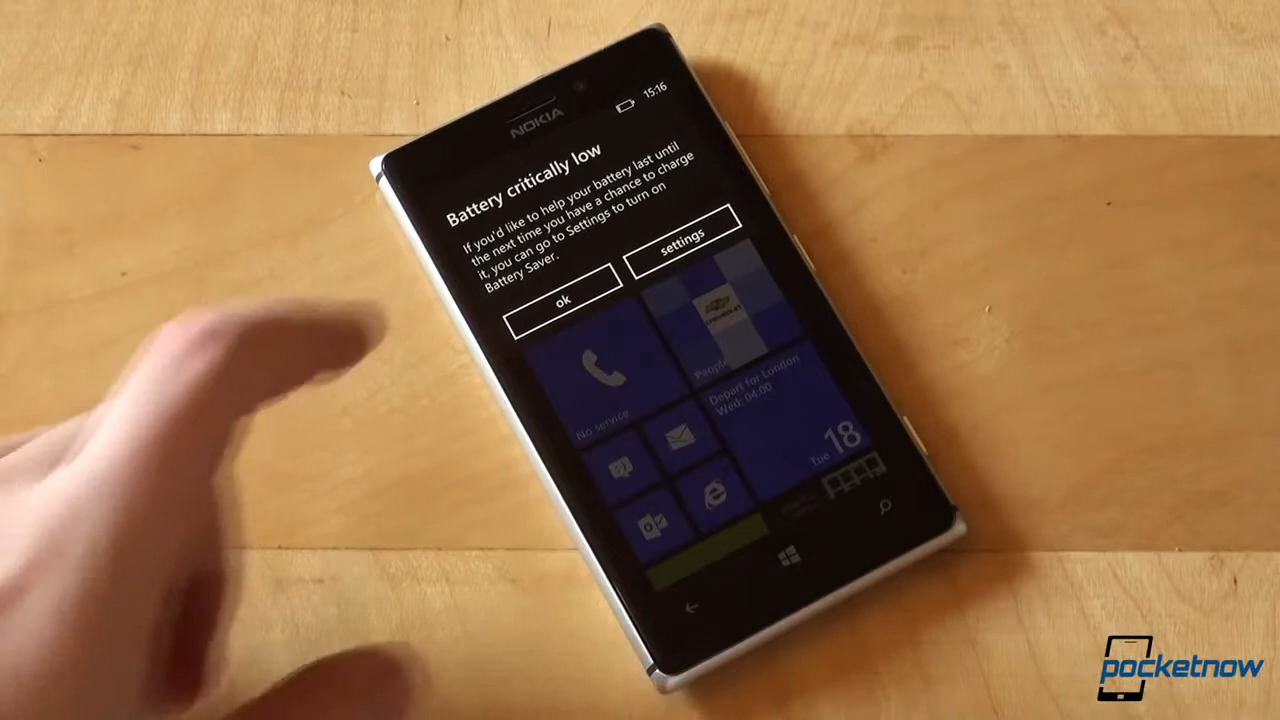 15:16
NOKIA
Battery critically low
If you'd like to help your battery last until
the next time you have a chance to charge
it, you can go to Settings to turn on
Battery Saver.
ok
settings
CHEVROLET
People
No service
Depart for London
Wed: 04:00
Tue 18
pocketnow